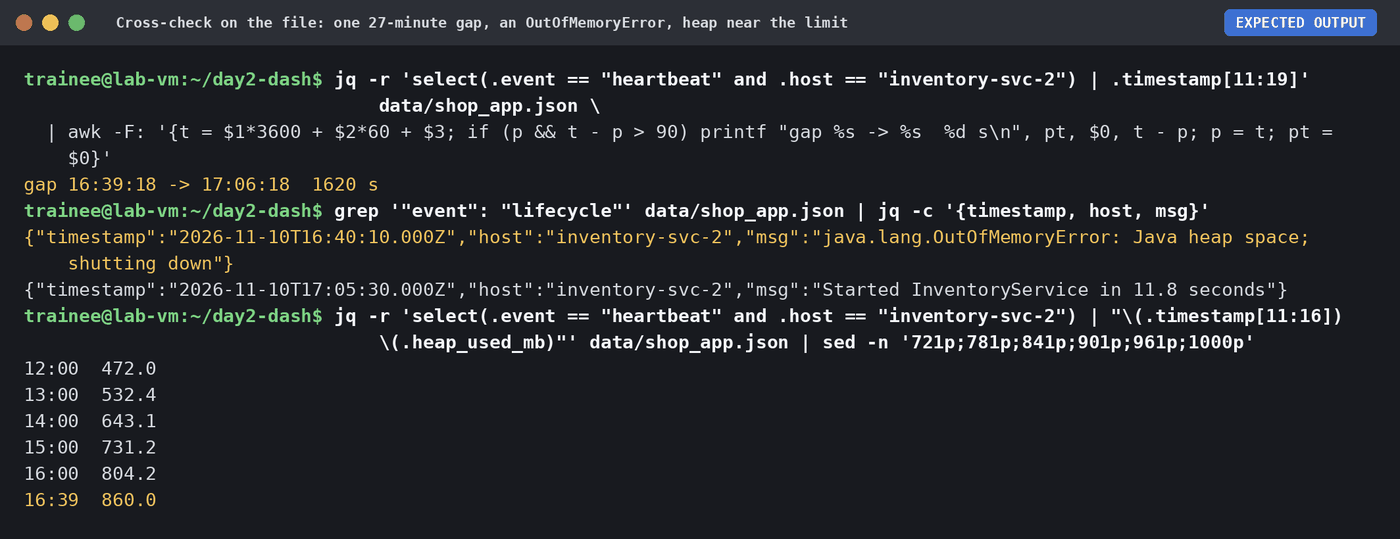 Cross-check on the file: one 27-minute gap, an OutOfMemoryError, heap near the limit
EXPECTED OUTPUT
trainee@lab-vm:~/day2-dash$ jq -r 'select(.event == "heartbeat" and .host == "inventory-svc-2") | .timestamp[11:19]'
data/shop_app.json \
| awk -F: '{t = $1*3600 + $2*60 + $3; if (p && t - p > 90) printf "gap %s -> %s  %d s\n", pt, $0, t - p; p = t; pt =
$0}'
gap 16:39:18 -> 17:06:18  1620 s
trainee@lab-vm:~/day2-dash$ grep '"event": "lifecycle"' data/shop_app.json | jq -c '{timestamp, host, msg}'
{"timestamp":"2026-11-10T16:40:10.000Z","host":"inventory-svc-2","msg":"java.lang.OutOfMemoryError: Java heap space;
shutting down"}
{"timestamp":"2026-11-10T17:05:30.000Z","host":"inventory-svc-2","msg":"Started InventoryService in 11.8 seconds"}
trainee@lab-vm:~/day2-dash$ jq -r 'select(.event == "heartbeat" and .host == "inventory-svc-2") | "\(.timestamp[11:16])
\(.heap_used_mb)"' data/shop_app.json | sed -n '721p;781p;841p;901p;961p;1000p'
12:00  472.0
13:00  532.4
14:00  643.1
15:00  731.2
16:00  804.2
16:39  860.0